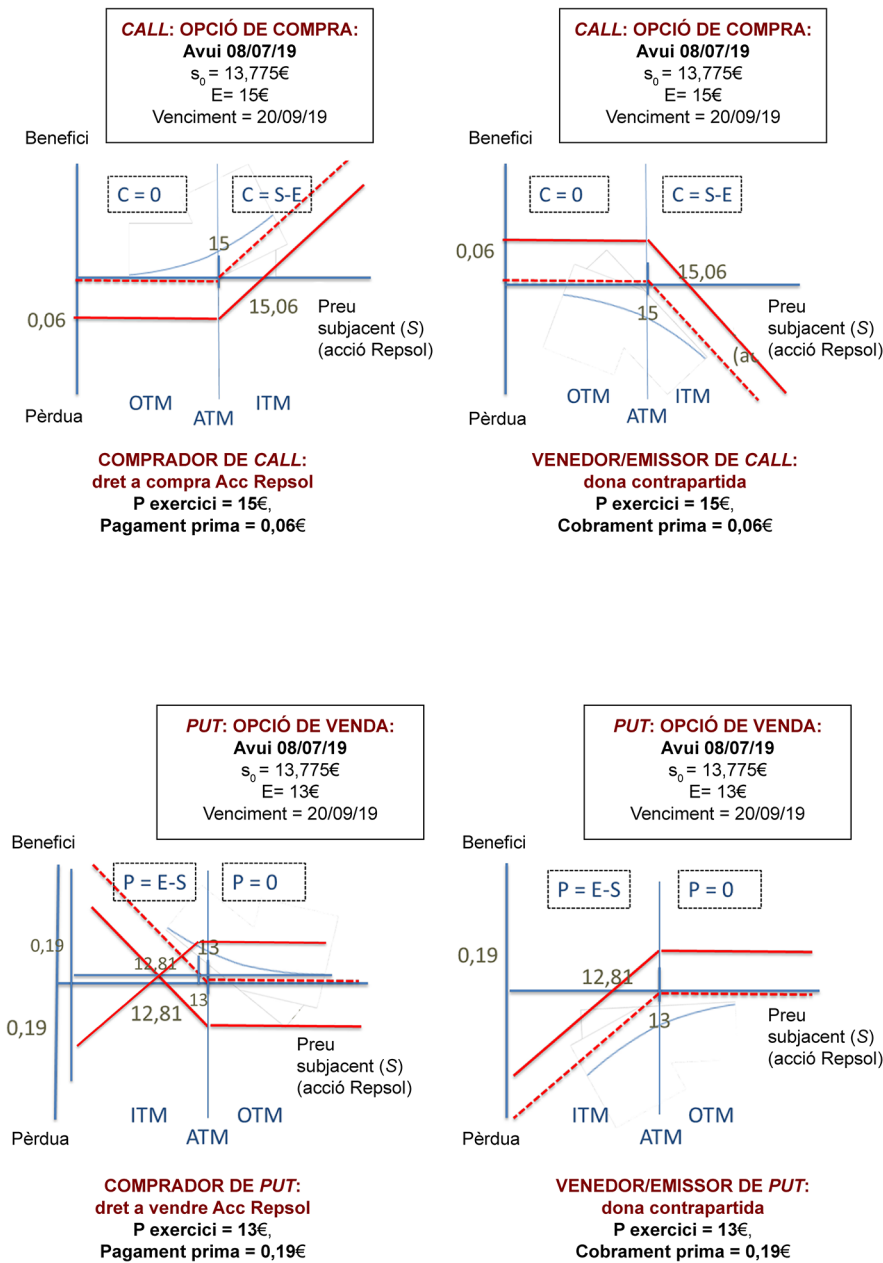 CALL: OPCIÓ DE COMPRA:
Avui 08/07/19
s0 = 13,775€
E= 15€
Venciment = 20/09/19
Benefici
C = 0
C = S-E
15
0,06
15,06
Preu
subjacent (S)
(acció Repsol)
OTM
ITM
ATM
Pèrdua
COMPRADOR DE CALL:
dret a compra Acc Repsol
P exercici = 15€,
Pagament prima = 0,06€
CALL: OPCIÓ DE COMPRA:
Avui 08/07/19
s0 = 13,775€
E= 15€
Venciment = 20/09/19
Benefici
C = 0
C = S-E
0,06
15,06
15
Preu
subjacent (S)
(acció Repsol)
OTM
ITM
ATM
Pèrdua
VENEDOR/EMISSOR DE CALL:
dona contrapartida
P exercici = 15€,
Cobrament prima = 0,06€
PUT: OPCIÓ DE VENDA:
Avui 08/07/19
s0 = 13,775€
E= 13€
Venciment = 20/09/19
Benefici
P = E-S
P = 0
0,19
13
12,81
13
12,81
0,19
Preu
subjacent (S)
(acció Repsol)
ITM
OTM
ATM
Pèrdua
COMPRADOR DE PUT:
dret a vendre Acc Repsol
P exercici = 13€,
Pagament prima = 0,19€
PUT: OPCIÓ DE VENDA:
Avui 08/07/19
s0 = 13,775€
E= 13€
Venciment = 20/09/19
Benefici
P = E-S
P = 0
0,19
12,81
13
Preu
subjacent (S)
(acció Repsol)
ITM
OTM
ATM
Pèrdua
VENEDOR/EMISSOR DE PUT:
dona contrapartida
P exercici = 13€,
Cobrament prima = 0,19€